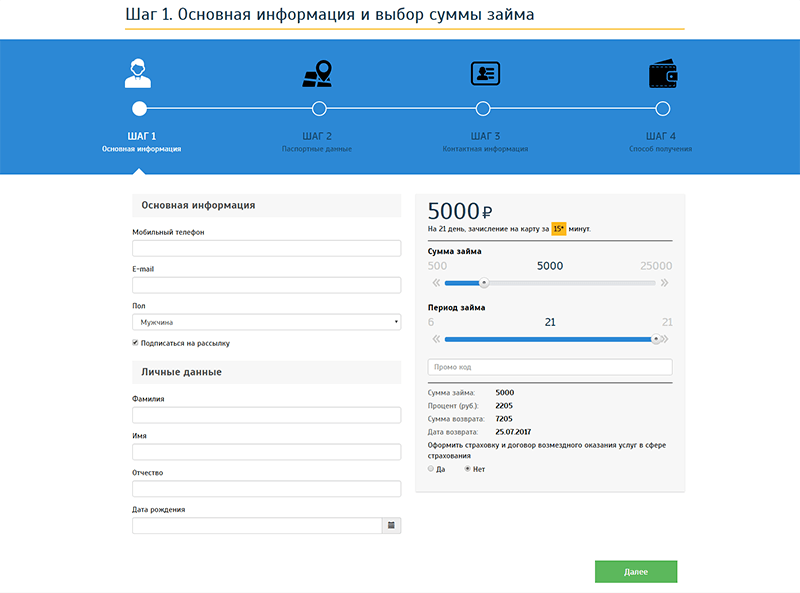 Шаг 1. Основная информация и выбор суммы займа
ШАГ 1
Основная информация
ШАГ 2
Паспортные данные
ШАГ 3
Контактная информация
ШАГ 4
Способ получения
Основная информация
Мобильный телефон
E-mail
Пол
Мужчина
Подписаться на рассылку
Личные данные
Фамилия
Имя
Отчество
Дата рождения
5000 ₽
На 21 день, зачисление на карту за 15* минут.
Сумма займа
500 5000 25000
Период займа
6 21 21
Промо код
Сумма займа: 5000
Процент (руб.): 2205
Сумма возврата: 7205
Дата возврата: 25.07.2017
Оформить страховку и договор возмездного оказания услуг в сфере
страхования
Да Нет
Далее